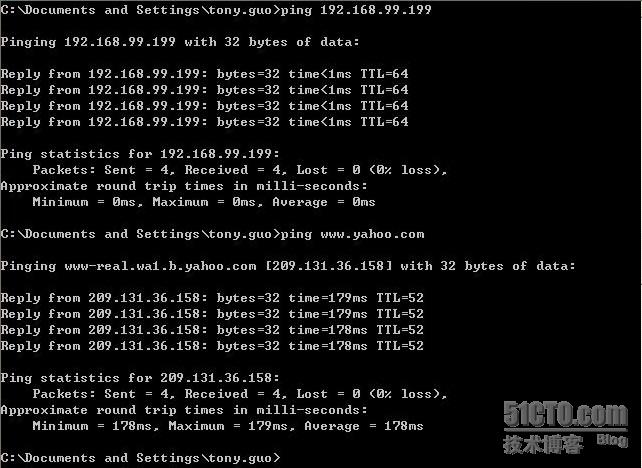 C:\Documents and Settings\tony.guo>ping 192.168.99.199
Pinging 192.168.99.199 with 32 bytes of data:
Reply from 192.168.99.199: bytes=32 time<1ms TTL=64
Reply from 192.168.99.199: bytes=32 time<1ms TTL=64
Reply from 192.168.99.199: bytes=32 time<1ms TTL=64
Reply from 192.168.99.199: bytes=32 time<1ms TTL=64
Ping statistics for 192.168.99.199:
Packets: Sent = 4, Received = 4, Lost = 0 (0% loss),
Approximate round trip times in milli-seconds:
Minimum = 0ms, Maximum = 0ms, Average = 0ms
C:\Documents and Settings\tony.guo>ping www.yahoo.com
Pinging www-real.wa1.b.yahoo.com [209.131.36.158] with 32 bytes of data:
Reply from 209.131.36.158: bytes=32 time=179ms TTL=52
Reply from 209.131.36.158: bytes=32 time=179ms TTL=52
Reply from 209.131.36.158: bytes=32 time=178ms TTL=52
Reply from 209.131.36.158: bytes=32 time=178ms TTL=52
Ping statistics for 209.131.36.158:
Packets: Sent = 4, Received = 4, Lost = 0 (0% loss),
Approximate round trip times in milli-seconds:
Minimum = 178ms, Maximum = 179ms, Average = 178ms
C:\Documents and Settings\tony.guo>
51CTO.com
技术博客 Blog